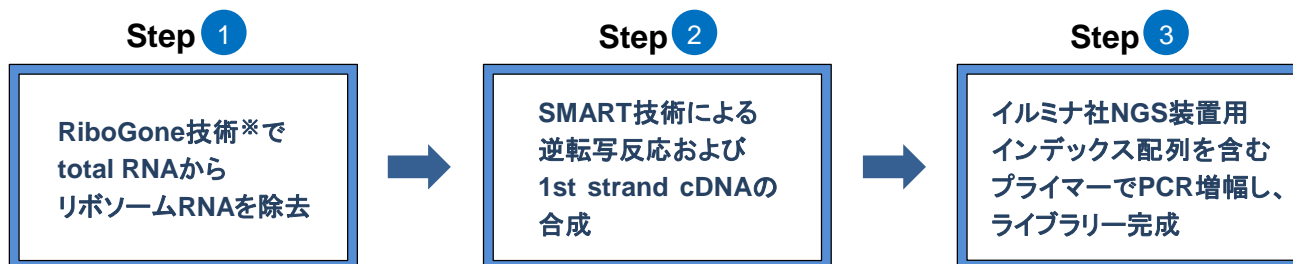 Step 1
RiboGone技術※で
total RNAから
リボソームRNAを除去
Step 2
SMART技術による
逆転写反応および
1st strand cDNAの
合成
Step 3
イルミナ社NGS装置用
インデックス配列を含む
プライマーでPCR増幅し、
ライブラリー完成